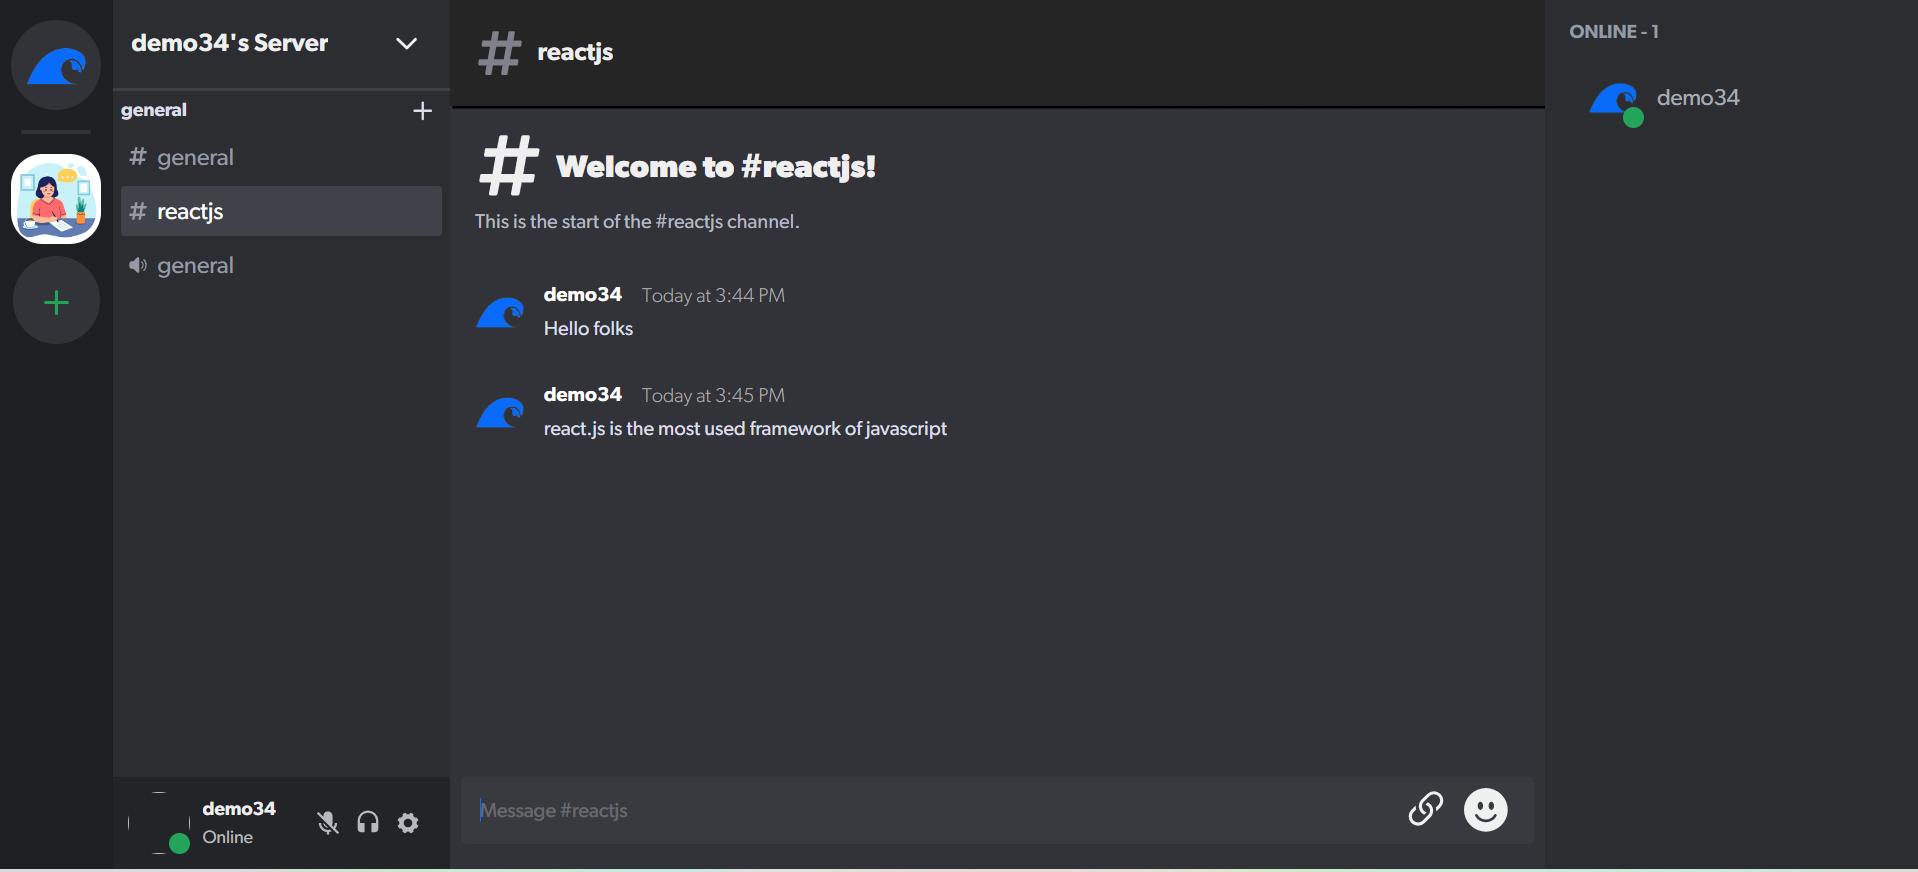 demo34's Server
general
# general
# reactjs
general
demo34
Online
# reactjs
# Welcome to #reactjs!
This is the start of the #reactjs channel.
demo34 Today at 3:44 PM
Hello folks
demo34 Today at 3:45 PM
react.js is the most used framework of javascript
Message #reactjs
ONLINE - 1
demo34